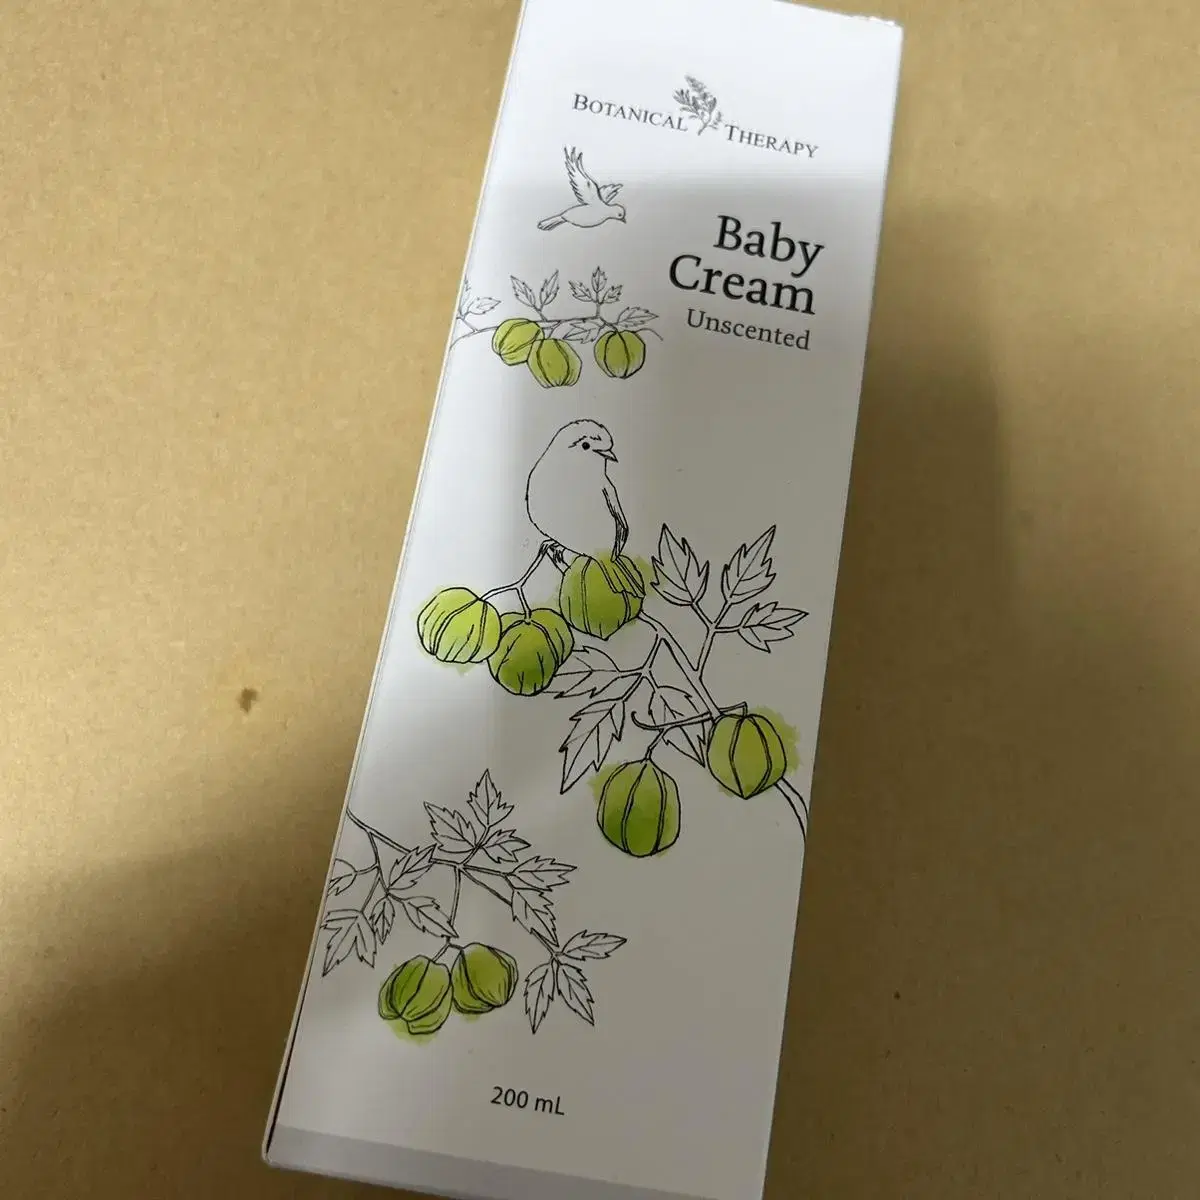 BOTANICAL THERAPY
Baby
Cream
Unscented
200 mL